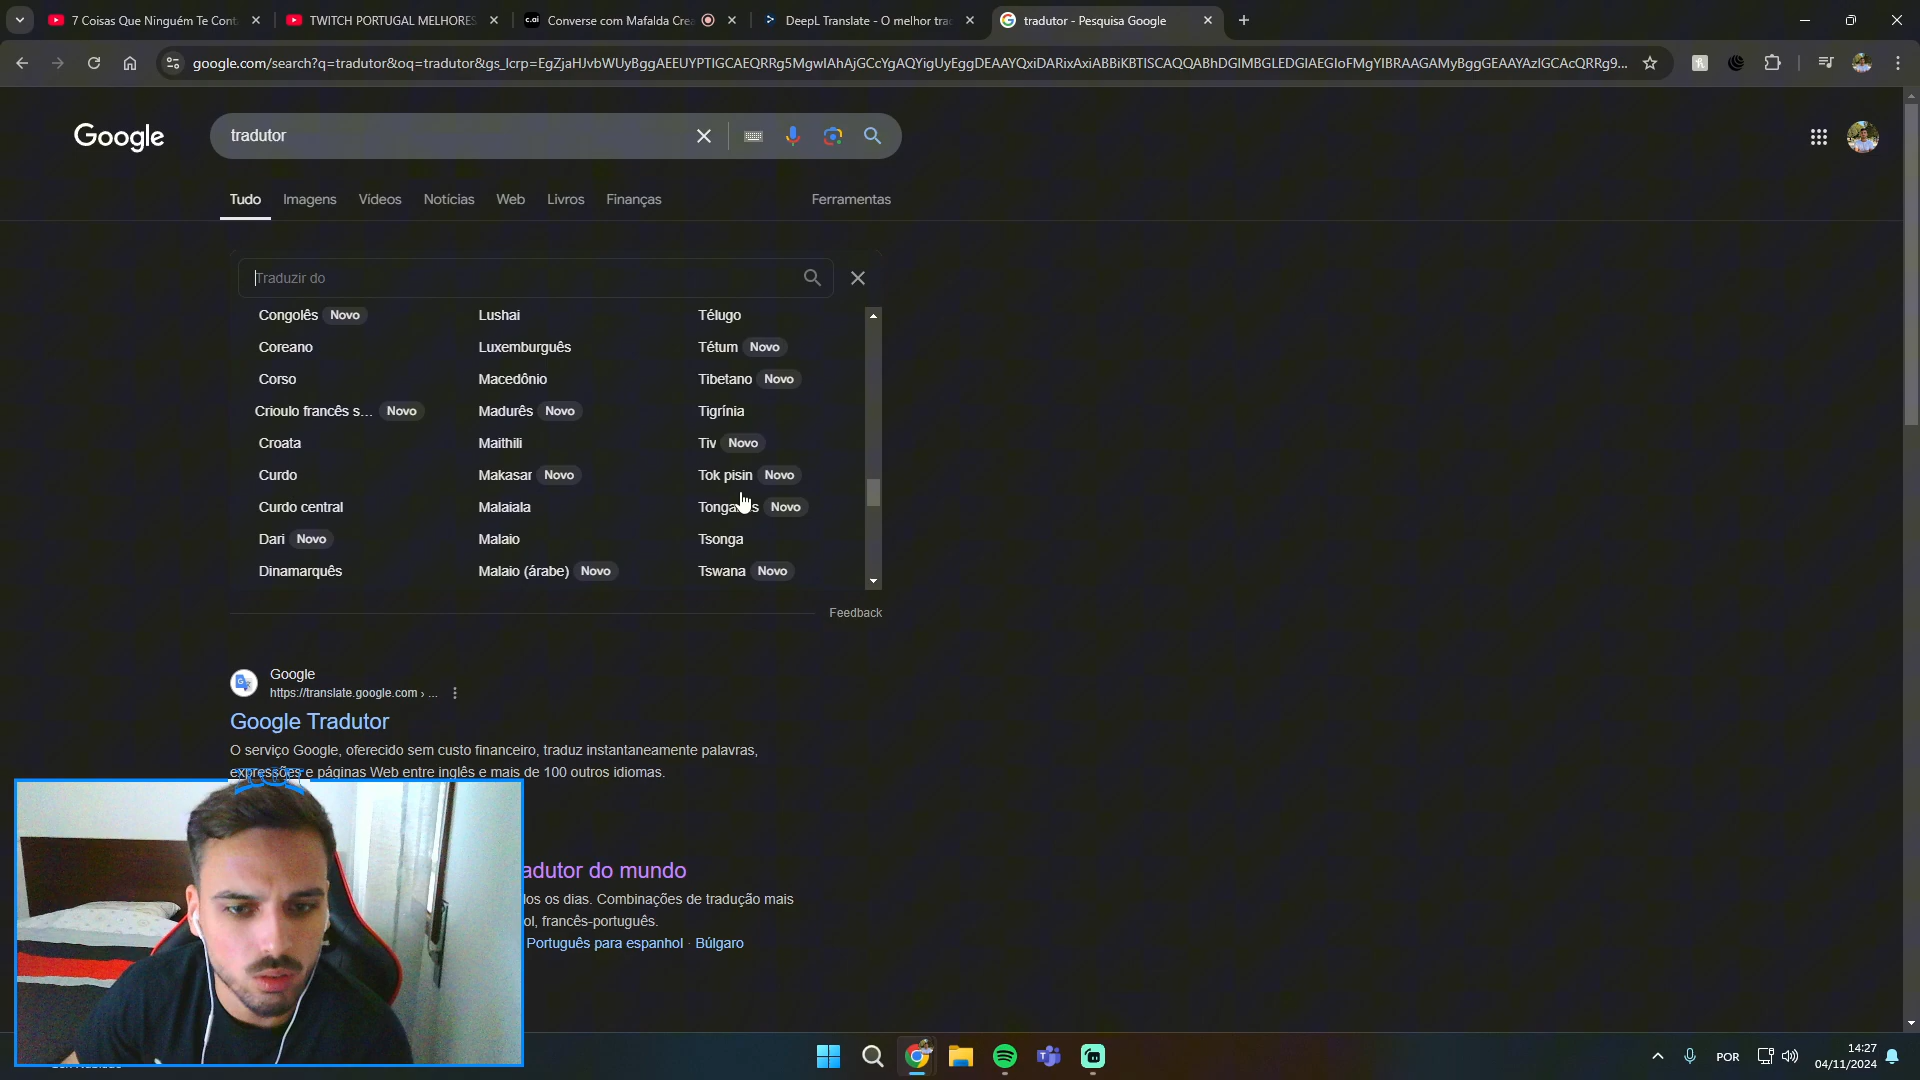 7 Coisas Que Ninguém Te Cont
TWITCH PORTUGAL MELHORES
c.ai
Converse com Mafalda Cre
DeepL Translate - O melhor tra
tradutor - Pesquisa Google
google.com/search?q=tradutor&oq=tradutor&gs_lcrp=
Google
tradutor
Tudo
Imagens
Vídeos
Notícias
Web
Livros
Finanças
Ferramentas
Traduzir do
Congolês Novo
Lushai
Télugo
Coreano
Luxemburguês
Tétum Novo
Corso
Macedônio
Tibetano Novo
Crioulo francês s... Novo
Madurês Novo
Tigrínia
Croata
Maithili
Tiv Novo
Curdo
Makasar Novo
Tok pisin Novo
Curdo central
Malaiala
Novo
Dari Novo
Malaio
Tsonga
Dinamarquês
Malaio (árabe) Novo
Tswana Novo
Feedback
Google
https://translate.google.com › ...
Google Tradutor
O serviço Google, oferecido sem custo financeiro, traduz instantaneamente palavras,
expressões e páginas Web entre inglês e mais de 100 outros idiomas.
adutor do mundo
os os dias. Combinações de tradução mais
ol, francês-português.
Português para espanhol · Búlgaro
POR
14:27
04/11/2024